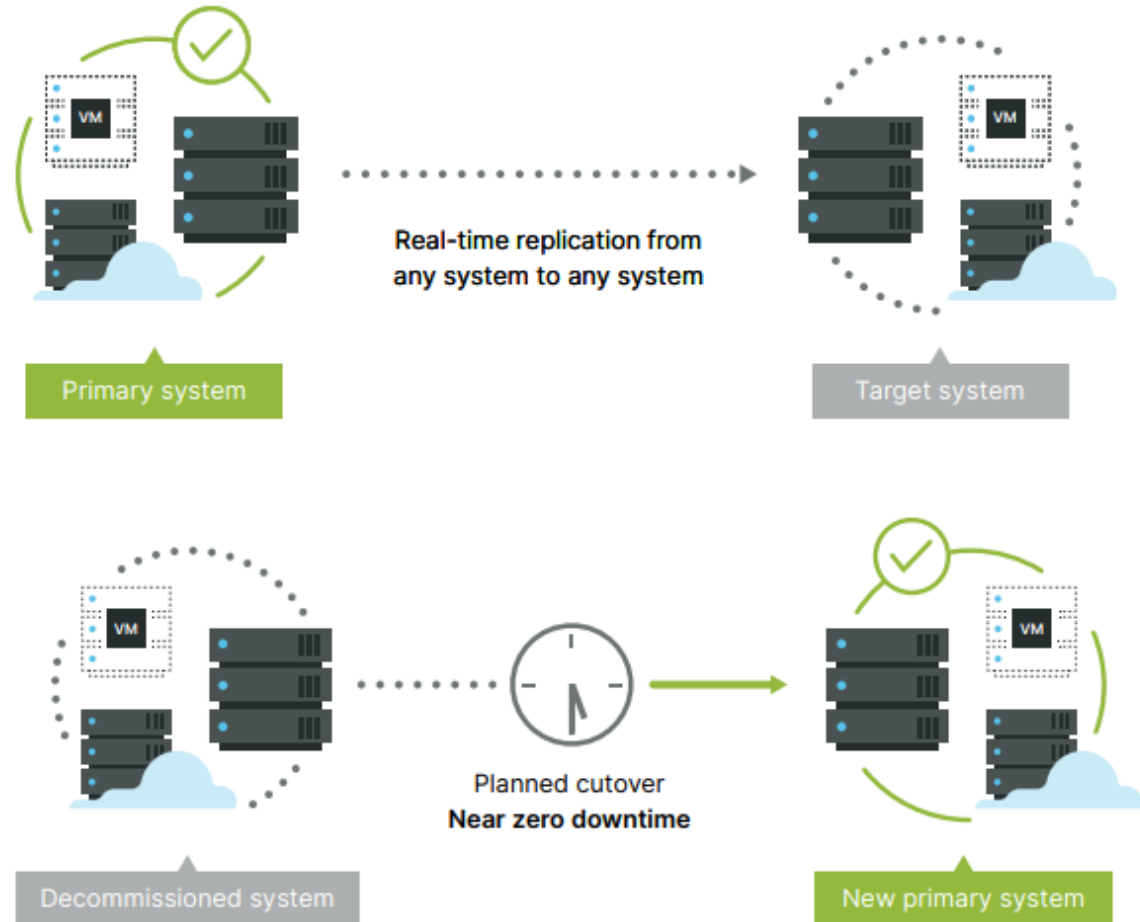 VM
VM
Real-time replication from
any system to any system
Primary system
Target system
VM
VM
Planned cutover
Near zero downtime
Decommissioned system
New primary system